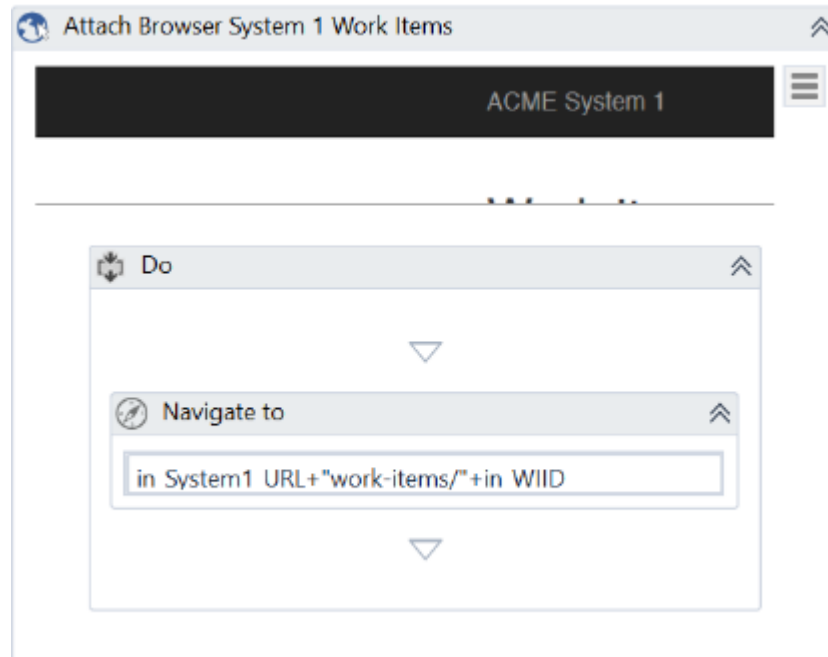 Attach Browser System 1 Work Items
ACME System 1
Do
Navigate to
in System1 URL+"work-items/"+in WIID